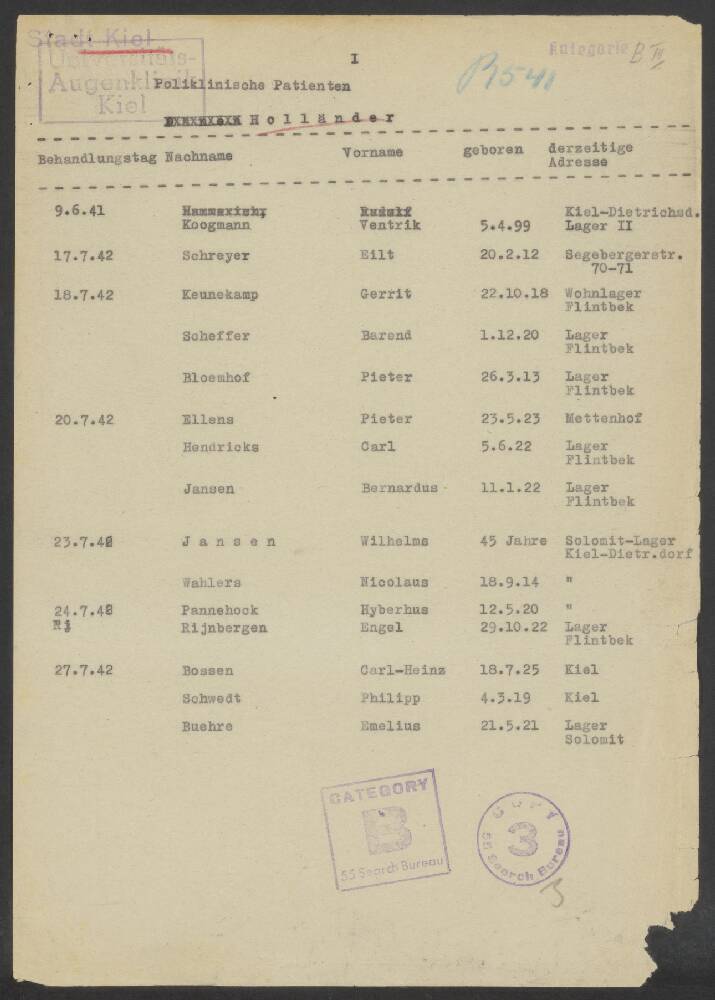 Stadt Kiel
Universitäts-
Augenklinik
Kiel
Kategorie B III
I
Poliklinische Patienten
R541
Holländer
Behandlungstag Nachname Vorname geboren derzeitige
Adresse
9.6.41 Kiel-Dietrichsd.
Koogmann Ventrik 5.4.99 Lager II
17.7.42 Schreyer Eilt 20.2.12 Segebergerstr.
70-71
18.7.42 Keunekamp Gerrit 22.10.18 Wohnlager
Flintbek
Scheffer Barend 1.12.20 Lager
Flintbek
Bloemhof Pieter 26.3.13 Lager
Flintbek
20.7.42 Ellens Pieter 23.5.23 Mettenhof
Hendricks Carl 5.6.22 Lager
Flintbek
Jansen Bernardus 11.1.22 Lager
Flintbek
23.7.42 Jansen Wilhelms 45 Jahre Solomit-Lager
Kiel-Dietr.dorf
Wahlers Nicolaus 18.9.14 "
24.7.42 Pannehock Hyberhus 12.5.20 "
Rj Rijnbergen Engel 29.10.22 Lager
Flintbek
27.7.42 Bossen Carl-Heinz 18.7.25 Kiel
Schwedt Philipp 4.3.19 Kiel
Buehre Emelius 21.5.21 Lager
Solomit
CATEGORY
B
55 Search Bureau
COPY
3
55 Search Bureau
3